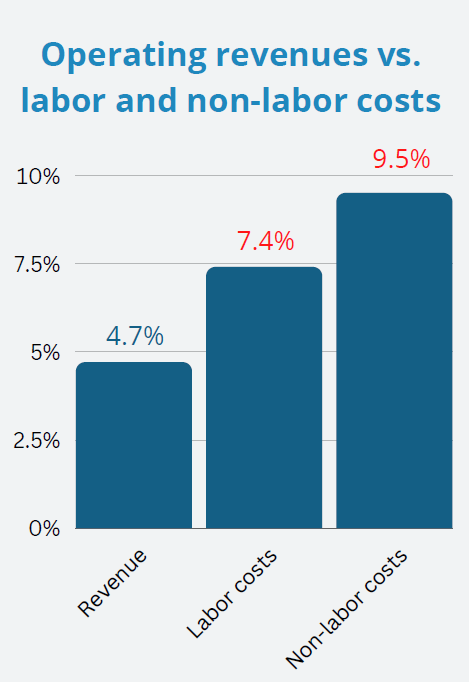 Operating revenues vs.
labor and non-labor costs
9.5%
10%
7.4%
7.5%
4.7%
5%
2.5%
0%
Revenue
Labor costs
Non-labor costs